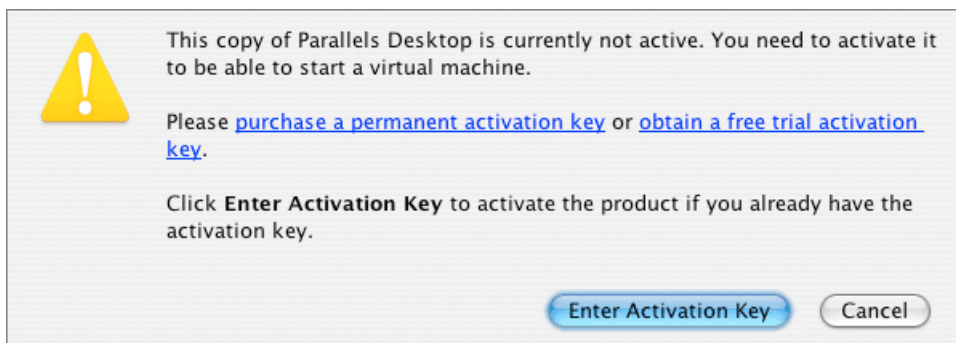 This copy of Parallels Desktop is currently not active. You need to activate it
to be able to start a virtual machine.
Please purchase a permanent activation key or obtain a free trial activation
key.
Click Enter Activation Key to activate the product if you already have the
activation key.
Enter Activation Key Cancel